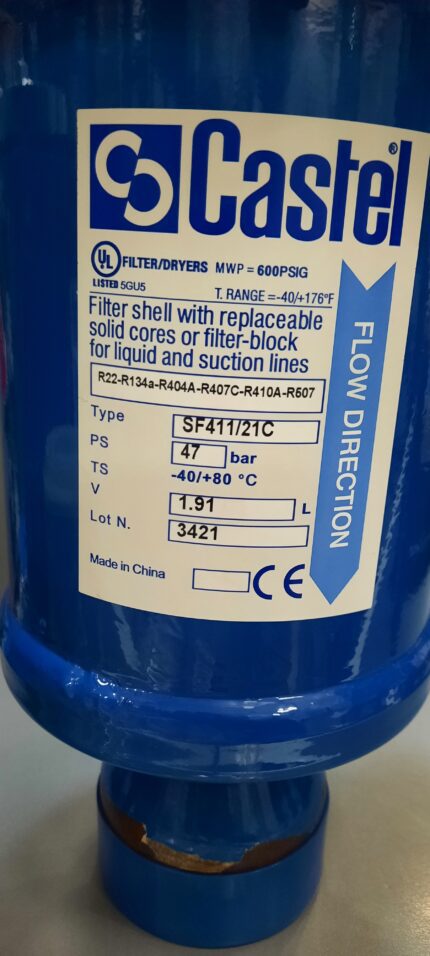 Castel®
UL LISTED 5GU5
FILTER/DRYERS MWP = 600PSIG
T. RANGE =-40/+176°F
Filter shell with replaceable
solid cores or filter-block
for liquid and suction lines
R22-R134a-R404A-R407C-R410A-R507
Type SF411/21C
PS 47 bar
TS -40/+80 °C
V 1.91 L
Lot N. 3421
Made in China CE
FLOW DIRECTION